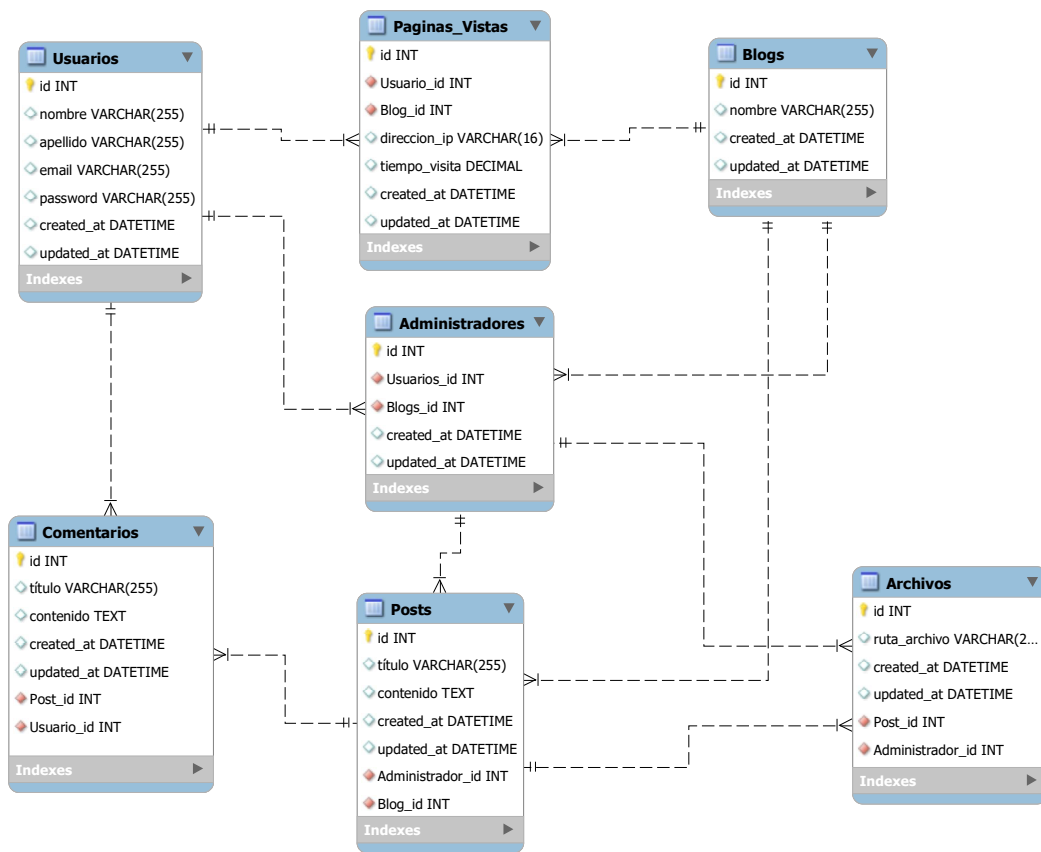 Usuarios
id INT
nombre VARCHAR(255)
apellido VARCHAR(255)
email VARCHAR(255)
password VARCHAR(255)
created_at DATETIME
updated_at DATETIME
Indexes
Paginas_Vistas
id INT
Usuario_id INT
Blog_id INT
direccion_ip VARCHAR(16)
tiempo_visita DECIMAL
created_at DATETIME
updated_at DATETIME
Indexes
Blogs
id INT
nombre VARCHAR(255)
created_at DATETIME
updated_at DATETIME
Indexes
Administradores
id INT
Usuarios_id INT
Blogs_id INT
created_at DATETIME
updated_at DATETIME
Indexes
Comentarios
id INT
título VARCHAR(255)
contenido TEXT
created_at DATETIME
updated_at DATETIME
Post_id INT
Usuario_id INT
Indexes
Posts
id INT
título VARCHAR(255)
contenido TEXT
created_at DATETIME
updated_at DATETIME
Administrador_id INT
Blog_id INT
Indexes
Archivos
id INT
ruta_archivo VARCHAR(2...
created_at DATETIME
updated_at DATETIME
Post_id INT
Administrador_id INT
Indexes